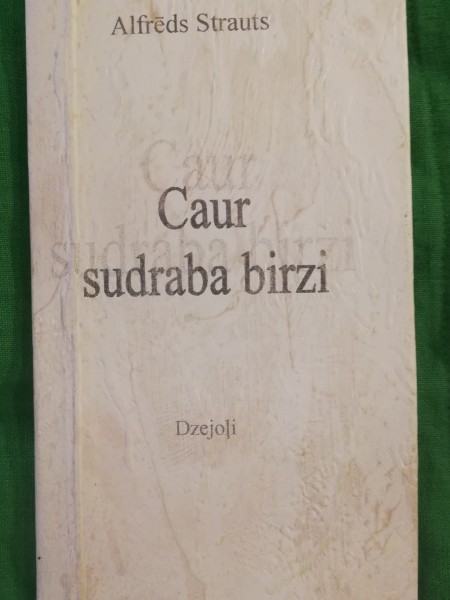 Alfrēds Strauts
Caur
sudraba birzi
Dzejoļi